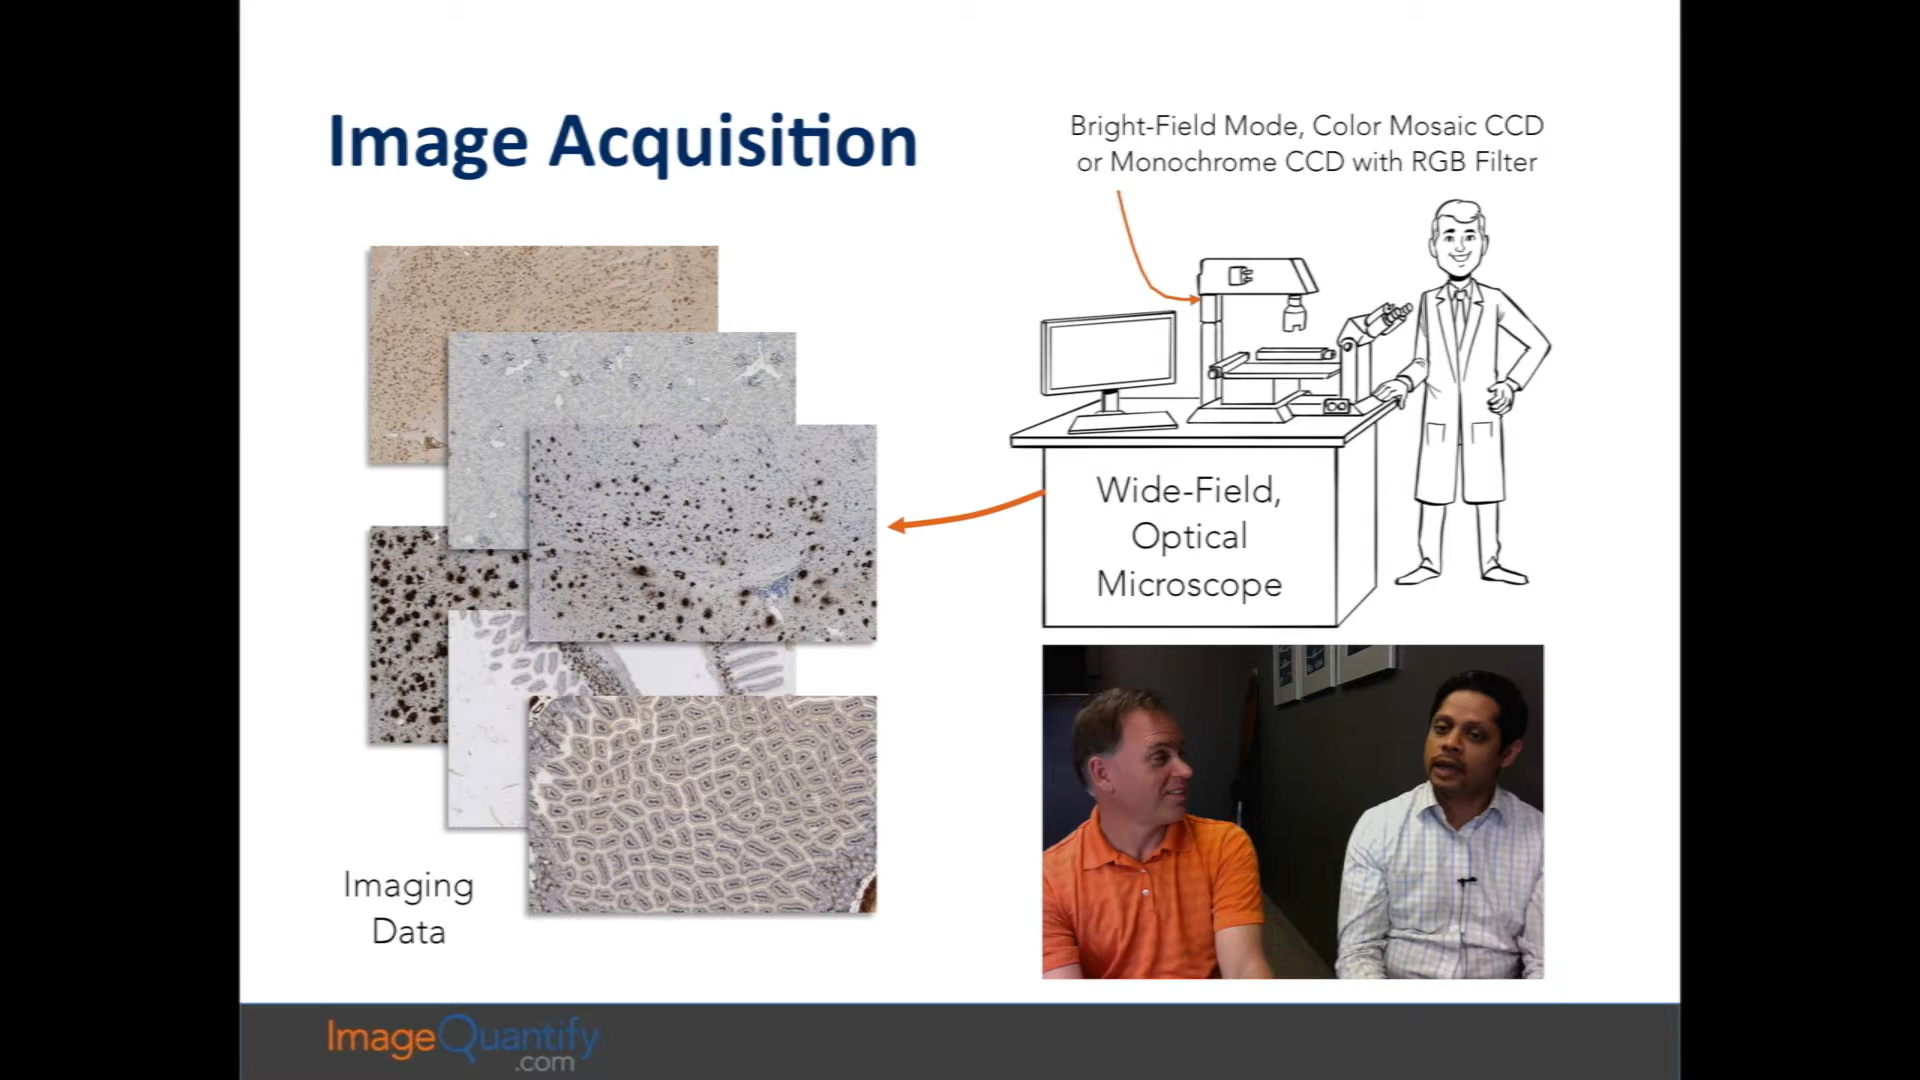 Image Acquisition
Bright-Field Mode, Color Mosaic CCD
or Monochrome CCD with RGB Filter
Wide-Field,
Optical
Microscope
Imaging
Data
ImageQuantify
.com